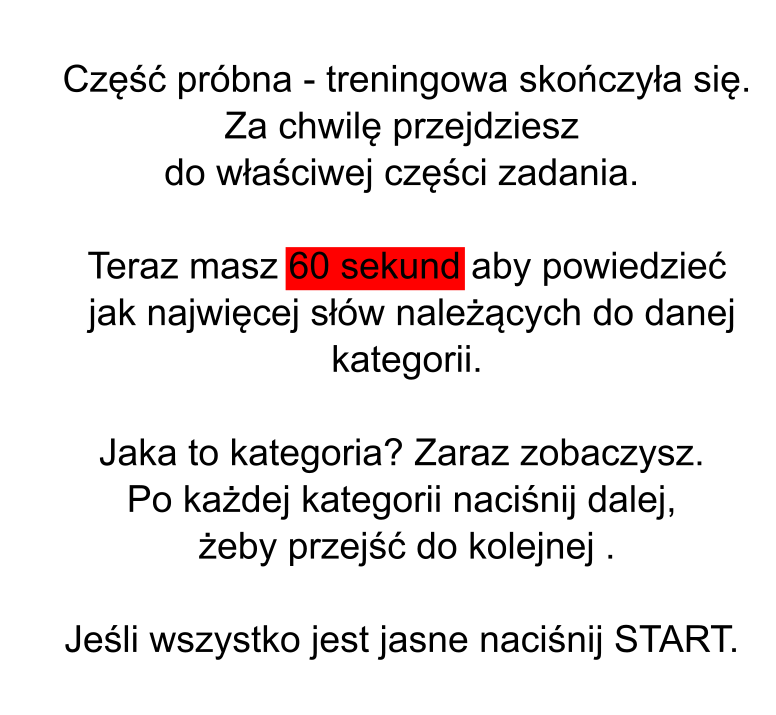 Część próbna - treningowa skończyła się.
Za chwilę przejdziesz
do właściwej części zadania.
Teraz masz 60 sekund aby powiedzieć
jak najwięcej słów należących do danej
kategorii.
Jaka to kategoria? Zaraz zobaczysz.
Po każdej kategorii naciśnij dalej,
żeby przejść do kolejnej .
Jeśli wszystko jest jasne naciśnij START.